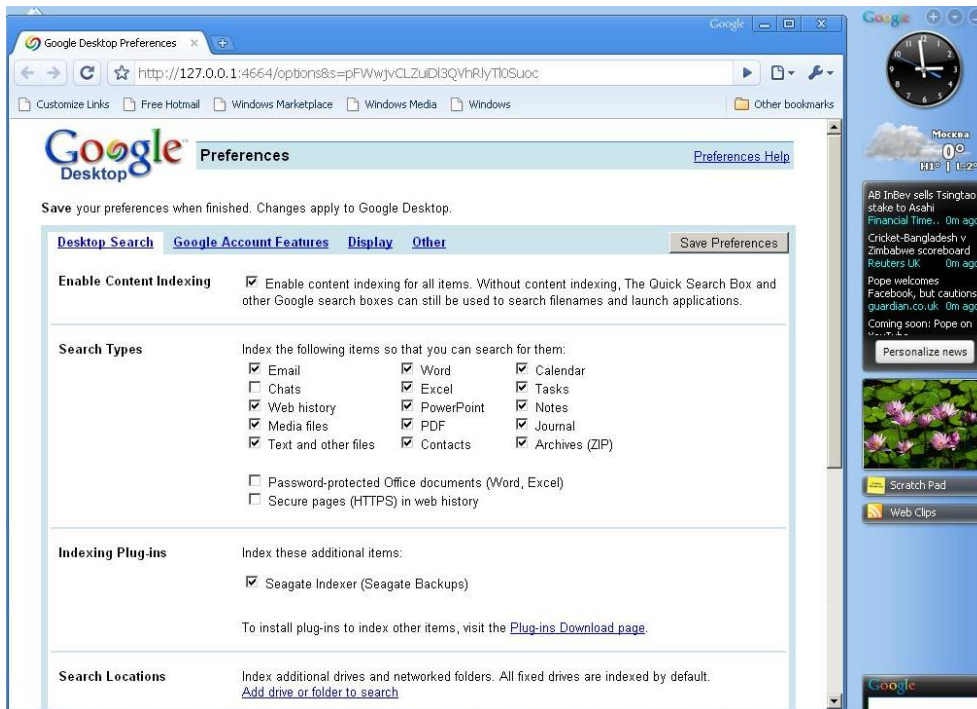 Google
Google Desktop Preferences
http://127.0.0.1:4664/options&s=pFWwjvCLZuiDl3QVhRlyTl0Suoc
Customize Links Free Hotmail Windows Marketplace Windows Media Windows Other bookmarks
Google
Desktop
Preferences
Preferences Help
Save your preferences when finished. Changes apply to Google Desktop.
Desktop Search Google Account Features Display Other Save Preferences
Enable Content Indexing
Enable content indexing for all items. Without content indexing, The Quick Search Box and
other Google search boxes can still be used to search filenames and launch applications.
Search Types
Index the following items so that you can search for them:
Email Word Calendar
Chats Excel Tasks
Web history PowerPoint Notes
Media files PDF Journal
Text and other files Contacts Archives (ZIP)
Password-protected Office documents (Word, Excel)
Secure pages (HTTPS) in web history
Indexing Plug-ins
Index these additional items:
Seagate Indexer (Seagate Backups)
To install plug-ins to index other items, visit the Plug-ins Download page.
Search Locations
Index additional drives and networked folders. All fixed drives are indexed by default.
Add drive or folder to search
Google
Москва
0°
H1° | L-2°
AB InBev sells Tsingtao
stake to Asahi
Financial Time.. 0m ago
Cricket-Bangladesh v
Zimbabwe scoreboard
Reuters UK 0m ago
Pope welcomes
Facebook, but cautions
guardian.co.uk 0m ago
Coming soon: Pope on
Personalize news
Scratch Pad
Web Clips
Google